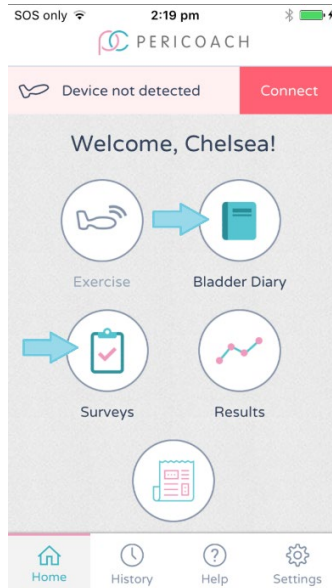 SOS only 2:19 pm
PERICOACH
Device not detected Connect
Welcome, Chelsea!
Exercise Bladder Diary
Surveys Results
Home History Help Settings